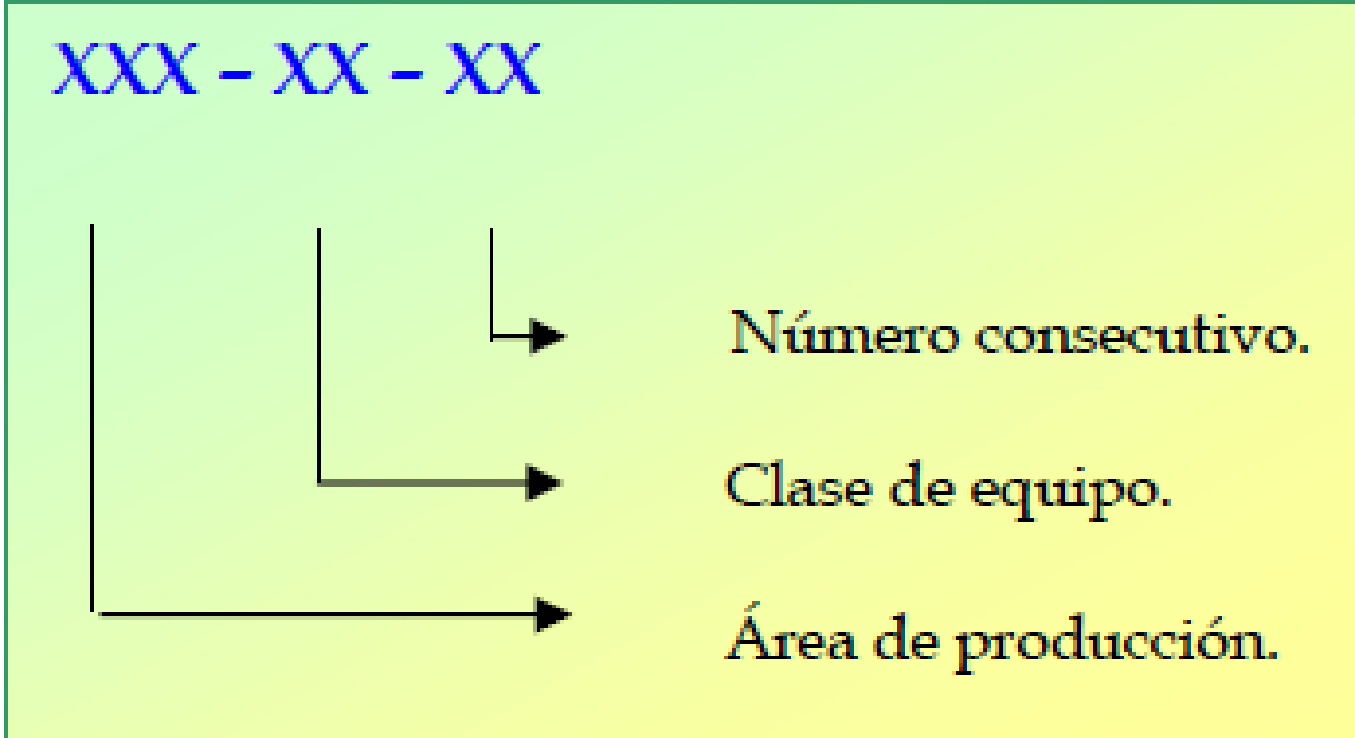 XXX – XX – XX
Número consecutivo.
Clase de equipo.
Área de producción.